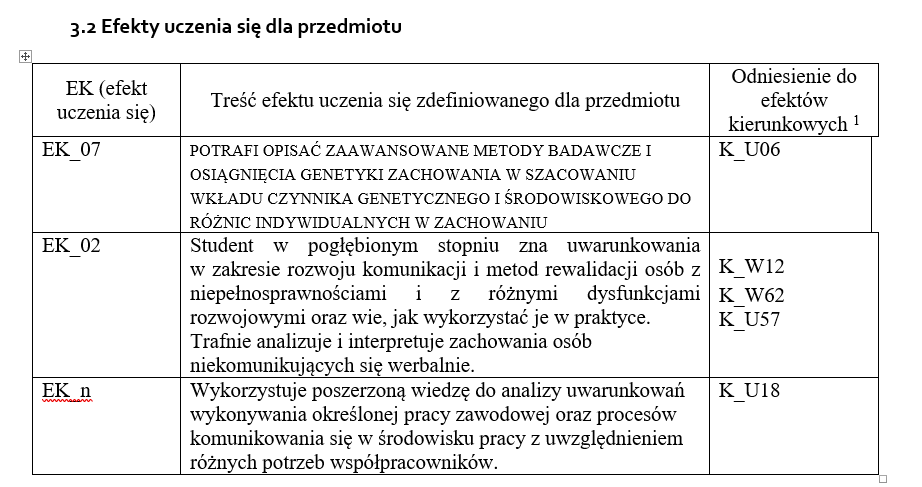 3.2 Efekty uczenia się dla przedmiotu
EK (efekt
uczenia się)
Treść efektu uczenia się zdefiniowanego dla przedmiotu
Odniesienie do
efektów
kierunkowych 1
EK_07
POTRAFI OPISAĆ ZAAWANSOWANE METODY BADAWCZE I
OSIĄGNIĘCIA GENETYKI ZACHOWANIA W SZACOWANIU
WKŁADU CZYNNIKA GENETYCZNEGO I ŚRODOWISKOWEGO DO
RÓŻNIC INDYWIDUALNYCH W ZACHOWANIU
K_U06
EK_02
Student w pogłębionym stopniu zna uwarunkowania
w zakresie rozwoju komunikacji i metod rewalidacji osób z
niepełnosprawnościami i z różnymi dysfunkcjami
rozwojowymi oraz wie, jak wykorzystać je w praktyce.
Trafnie analizuje i interpretuje zachowania osób
niekomunikujących się werbalnie.
K_W12
K_W62
K_U57
EK_n
Wykorzystuje poszerzoną wiedzę do analizy uwarunkowań
wykonywania określonej pracy zawodowej oraz procesów
komunikowania się w środowisku pracy z uwzględnieniem
różnych potrzeb współpracowników.
K_U18